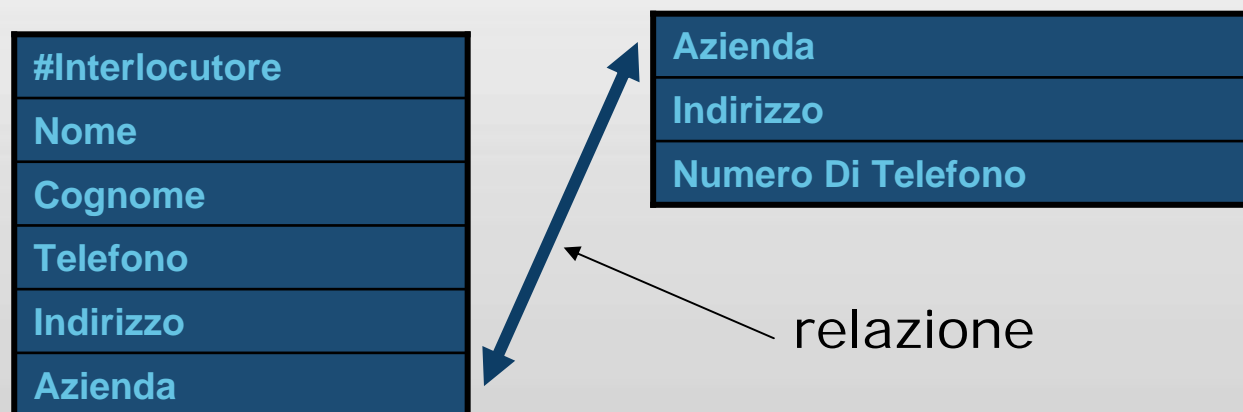 #Interlocutore
Nome
Cognome
Telefono
Indirizzo
Azienda
Azienda
Indirizzo
Numero Di Telefono
relazione